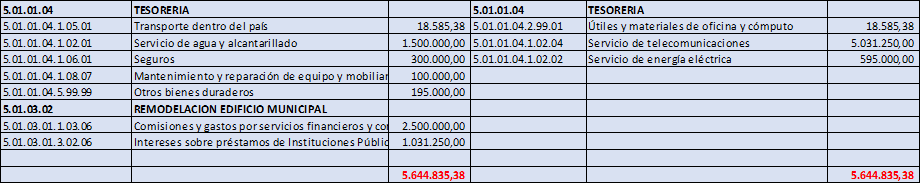 5.01.01.04 TESORERIA 5.01.01.04 TESORERIA
5.01.01.04.1.05.01 Transporte dentro del país 18.585,38 5.01.01.04.2.99.01 Útiles y materiales de oficina y cómputo 18.585,38
5.01.01.04.1.02.01 Servicio de agua y alcantarillado 1.500.000,00 5.01.01.04.1.02.04 Servicio de telecomunicaciones 5.031.250,00
5.01.01.04.1.06.01 Seguros 300.000,00 5.01.01.04.1.02.02 Servicio de energía eléctrica 595.000,00
5.01.01.04.1.08.07 Mantenimiento y reparación de equipo y mobiliar 100.000,00
5.01.01.04.5.99.99 Otros bienes duraderos 195.000,00
5.01.03.02 REMODELACION EDIFICIO MUNICIPAL
5.01.03.01.1.03.06 Comisiones y gastos por servicios financieros y co 2.500.000,00
5.01.03.01.3.02.06 Intereses sobre préstamos de Instituciones Públic 1.031.250,00
5.644.835,38 5.644.835,38